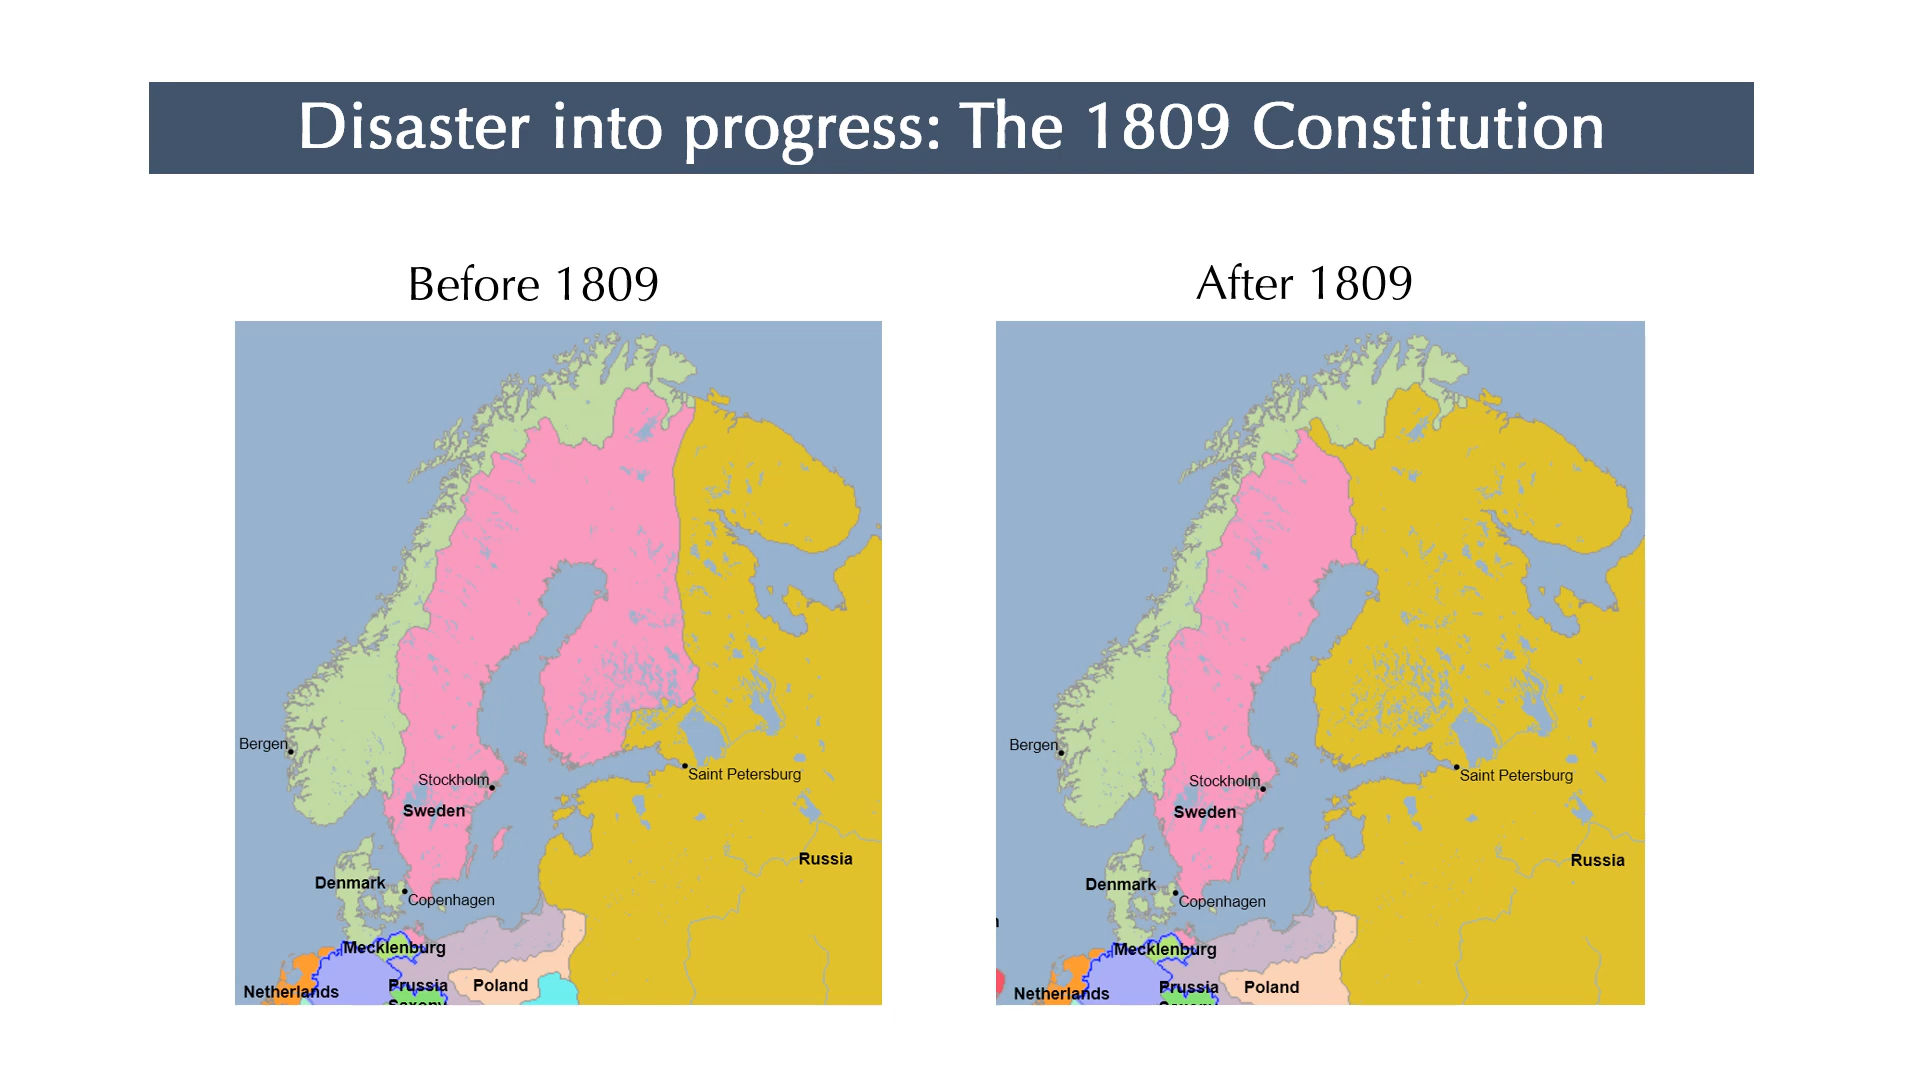 Disaster into progress: The 1809 Constitution
Before 1809
After 1809
Bergen
Stockholm
Sweden
Saint Petersburg
Russia
Denmark
Copenhagen
Mecklenburg
Prussia
Poland
Netherlands
Saxony
Bergen
Stockholm
Sweden
Saint Petersburg
Russia
Denmark
Copenhagen
Mecklenburg
Prussia
Poland
Netherlands